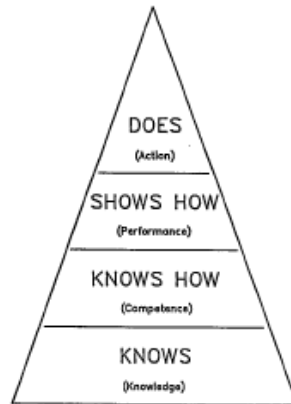 DOES
(Action)
SHOWS HOW
(Performance)
KNOWS HOW
(Competence)
KNOWS
(Knowledge)